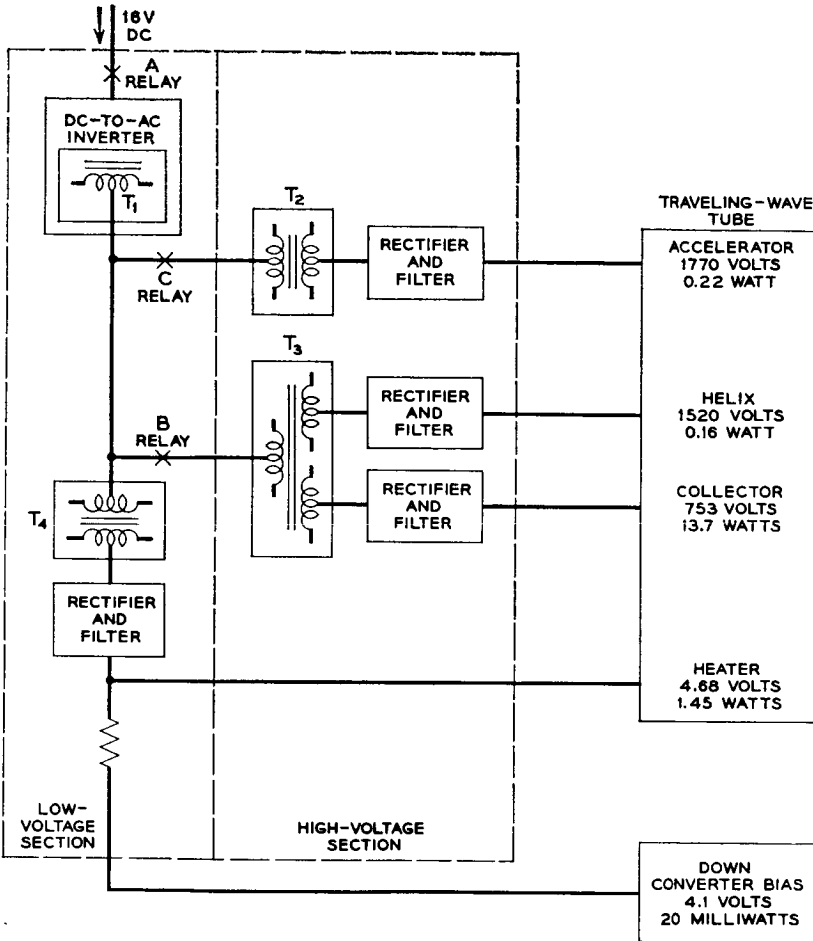 16V
DC
A
RELAY
DC-TO-AC
INVERTER
T1
C
RELAY
T2
RECTIFIER
AND
FILTER
T3
B
RELAY
RECTIFIER
AND
FILTER
RECTIFIER
AND
FILTER
T4
RECTIFIER
AND
FILTER
LOW-
VOLTAGE
SECTION
HIGH-VOLTAGE
SECTION
TRAVELING-WAVE
TUBE
ACCELERATOR
1770 VOLTS
0.22 WATT
HELIX
1520 VOLTS
0.16 WATT
COLLECTOR
753 VOLTS
13.7 WATTS
HEATER
4.68 VOLTS
1.45 WATTS
DOWN
CONVERTER BIAS
4.1 VOLTS
20 MILLIWATTS